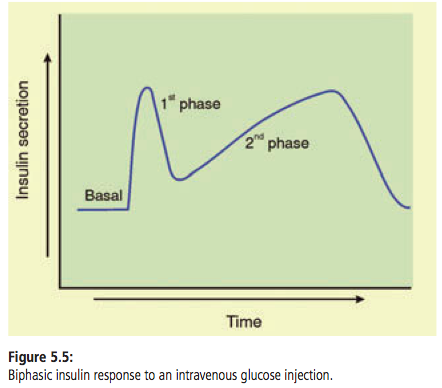 Insulin secretion
1st phase
2nd phase
Basal
Time
Figure 5.5:
Biphasic insulin response to an intravenous glucose injection.